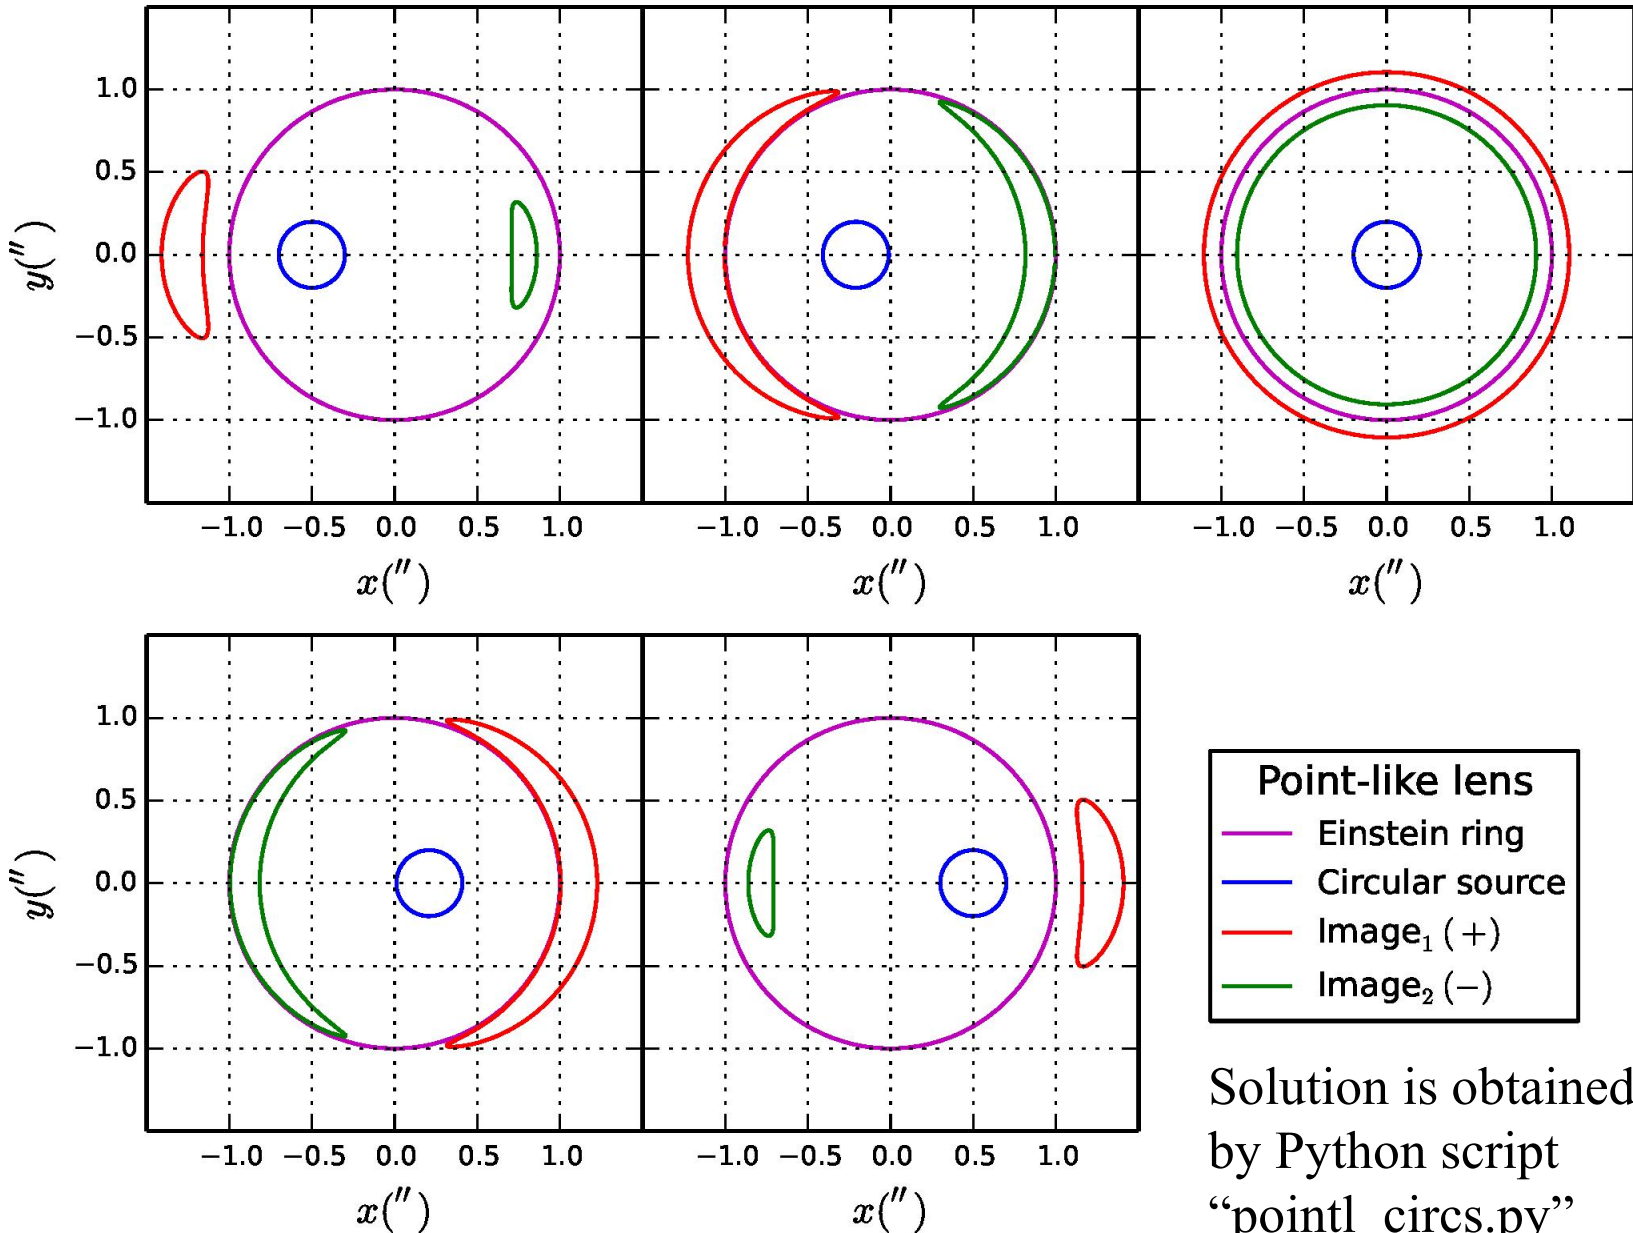 y(″)
1.0
0.5
0.0
−0.5
−1.0
−1.0 −0.5 0.0 0.5 1.0
−1.0 −0.5 0.0 0.5 1.0
−1.0 −0.5 0.0 0.5 1.0
x(″)
x(″)
x(″)
y(″)
1.0
0.5
0.0
−0.5
−1.0
−1.0 −0.5 0.0 0.5 1.0
−1.0 −0.5 0.0 0.5 1.0
x(″)
x(″)
Point-like lens
Einstein ring
Circular source
Image₁ (+)
Image₂ (−)
Solution is obtained
by Python script
“pointl_circs.py”